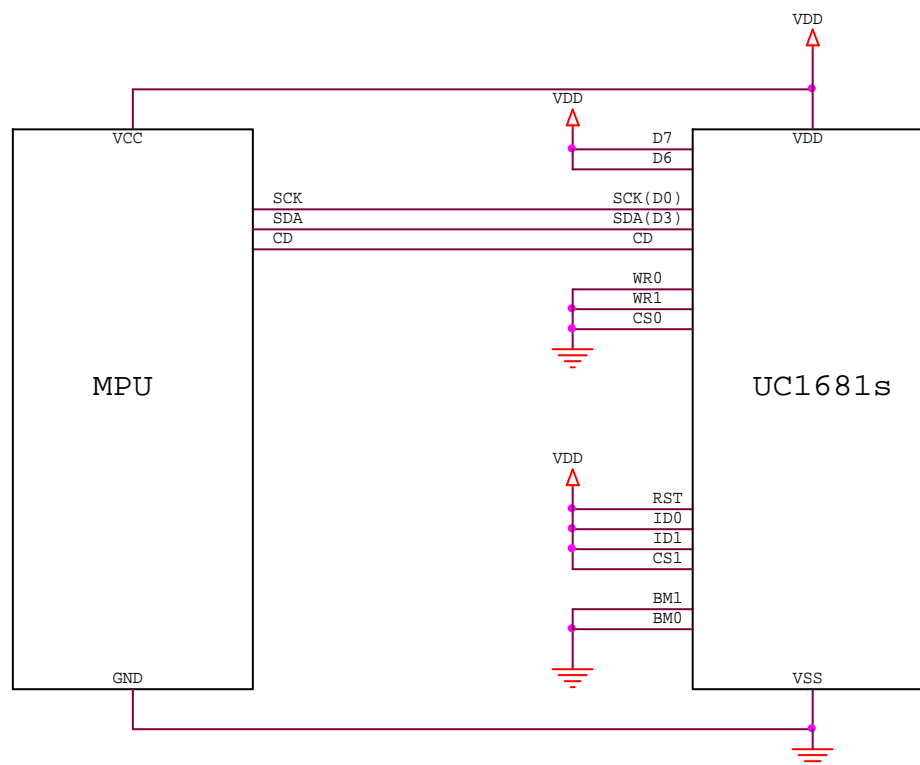 VDD
VDD
VCC
VDD
D7
D6
SCK
SCK(D0)
SDA
SDA(D3)
CD
CD
WR0
WR1
CS0
MPU
UC1681s
VDD
RST
ID0
ID1
CS1
BM1
BM0
GND
VSS